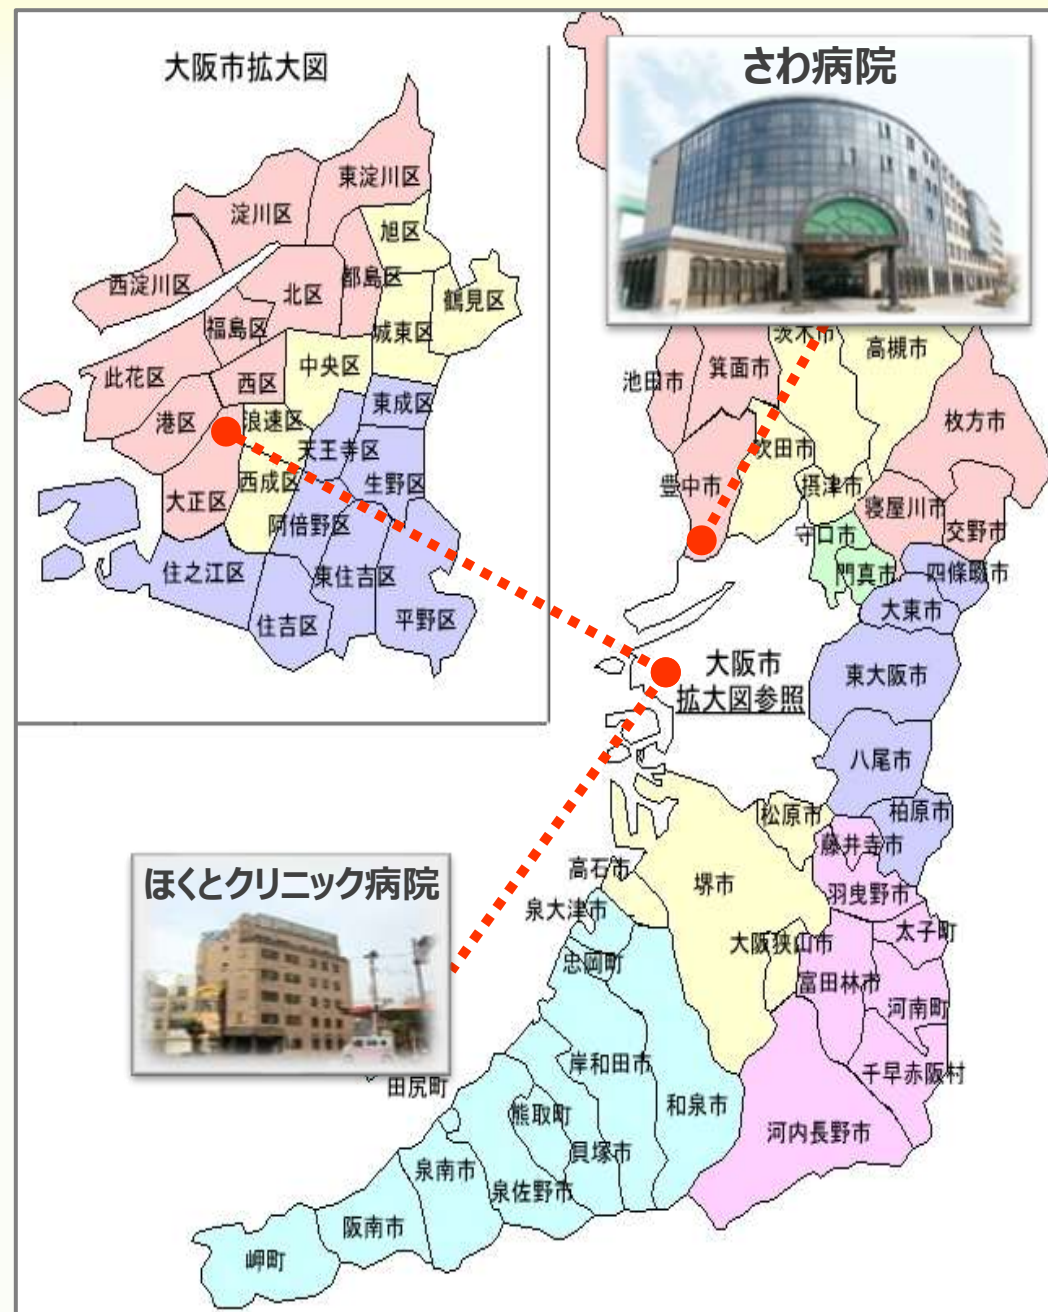 大阪市拡大図
東淀川区
淀川区
旭区
西淀川区
北区
都島区
鶴見区
福島区
城東区
此花区
西区
中央区
東成区
港区
浪速区
天王寺区
大正区
西成区
生野区
阿倍野区
住之江区
東住吉区
住吉区
平野区
さわ病院
茨木市
高槻市
池田市
箕面市
枚方市
吹田市
豊中市
摂津市
寝屋川市
守口市
交野市
門真市
四條畷市
大東市
大阪市
拡大図参照
東大阪市
八尾市
松原市
柏原市
藤井寺市
ほくとクリニック病院
高石市
堺市
羽曳野市
泉大津市
太子町
大阪狭山市
忠岡町
富田林市
河南町
岸和田市
千早赤阪村
田尻町
和泉市
熊取町
河内長野市
貝塚市
泉南市
泉佐野市
阪南市
岬町